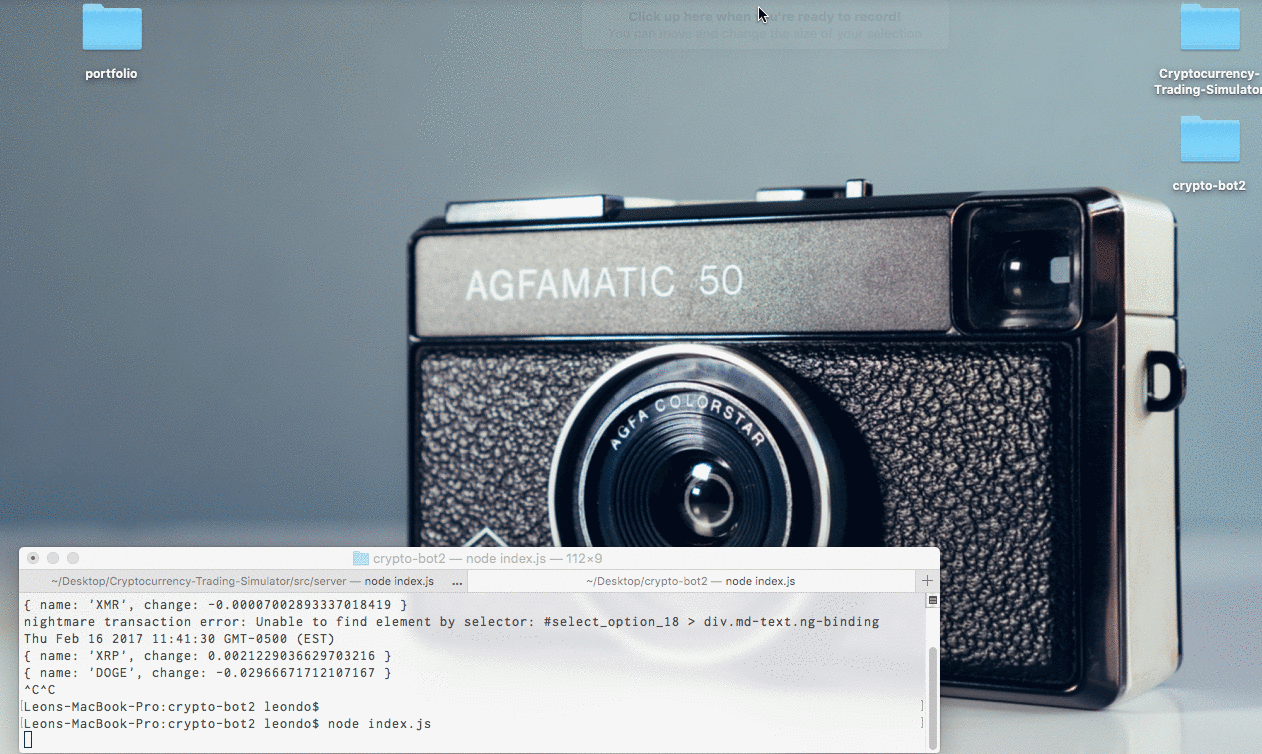 Click up here when you're ready to record!
You can move and change the size of your selection
portfolio
Cryptocurrency-
Trading-Simulator
crypto-bot2
AGFAMATIC 50
AGFA COLORSTAR
crypto-bot2 — node index.js — 112×9
~/Desktop/Cryptocurrency-Trading-Simulator/src/server — node index.js ...
~/Desktop/crypto-bot2 — node index.js
{ name: 'XMR', change: -0.00007002893337018419 }
nightmare transaction error: Unable to find element by selector: #select_option_18 > div.md-text.ng-binding
Thu Feb 16 2017 11:41:30 GMT-0500 (EST)
{ name: 'XRP', change: 0.0021229036629703216 }
{ name: 'DOGE', change: -0.02966671712107167 }
^C^C
[Leons-MacBook-Pro:crypto-bot2 leondo$ ]
[Leons-MacBook-Pro:crypto-bot2 leondo$ node index.js ]